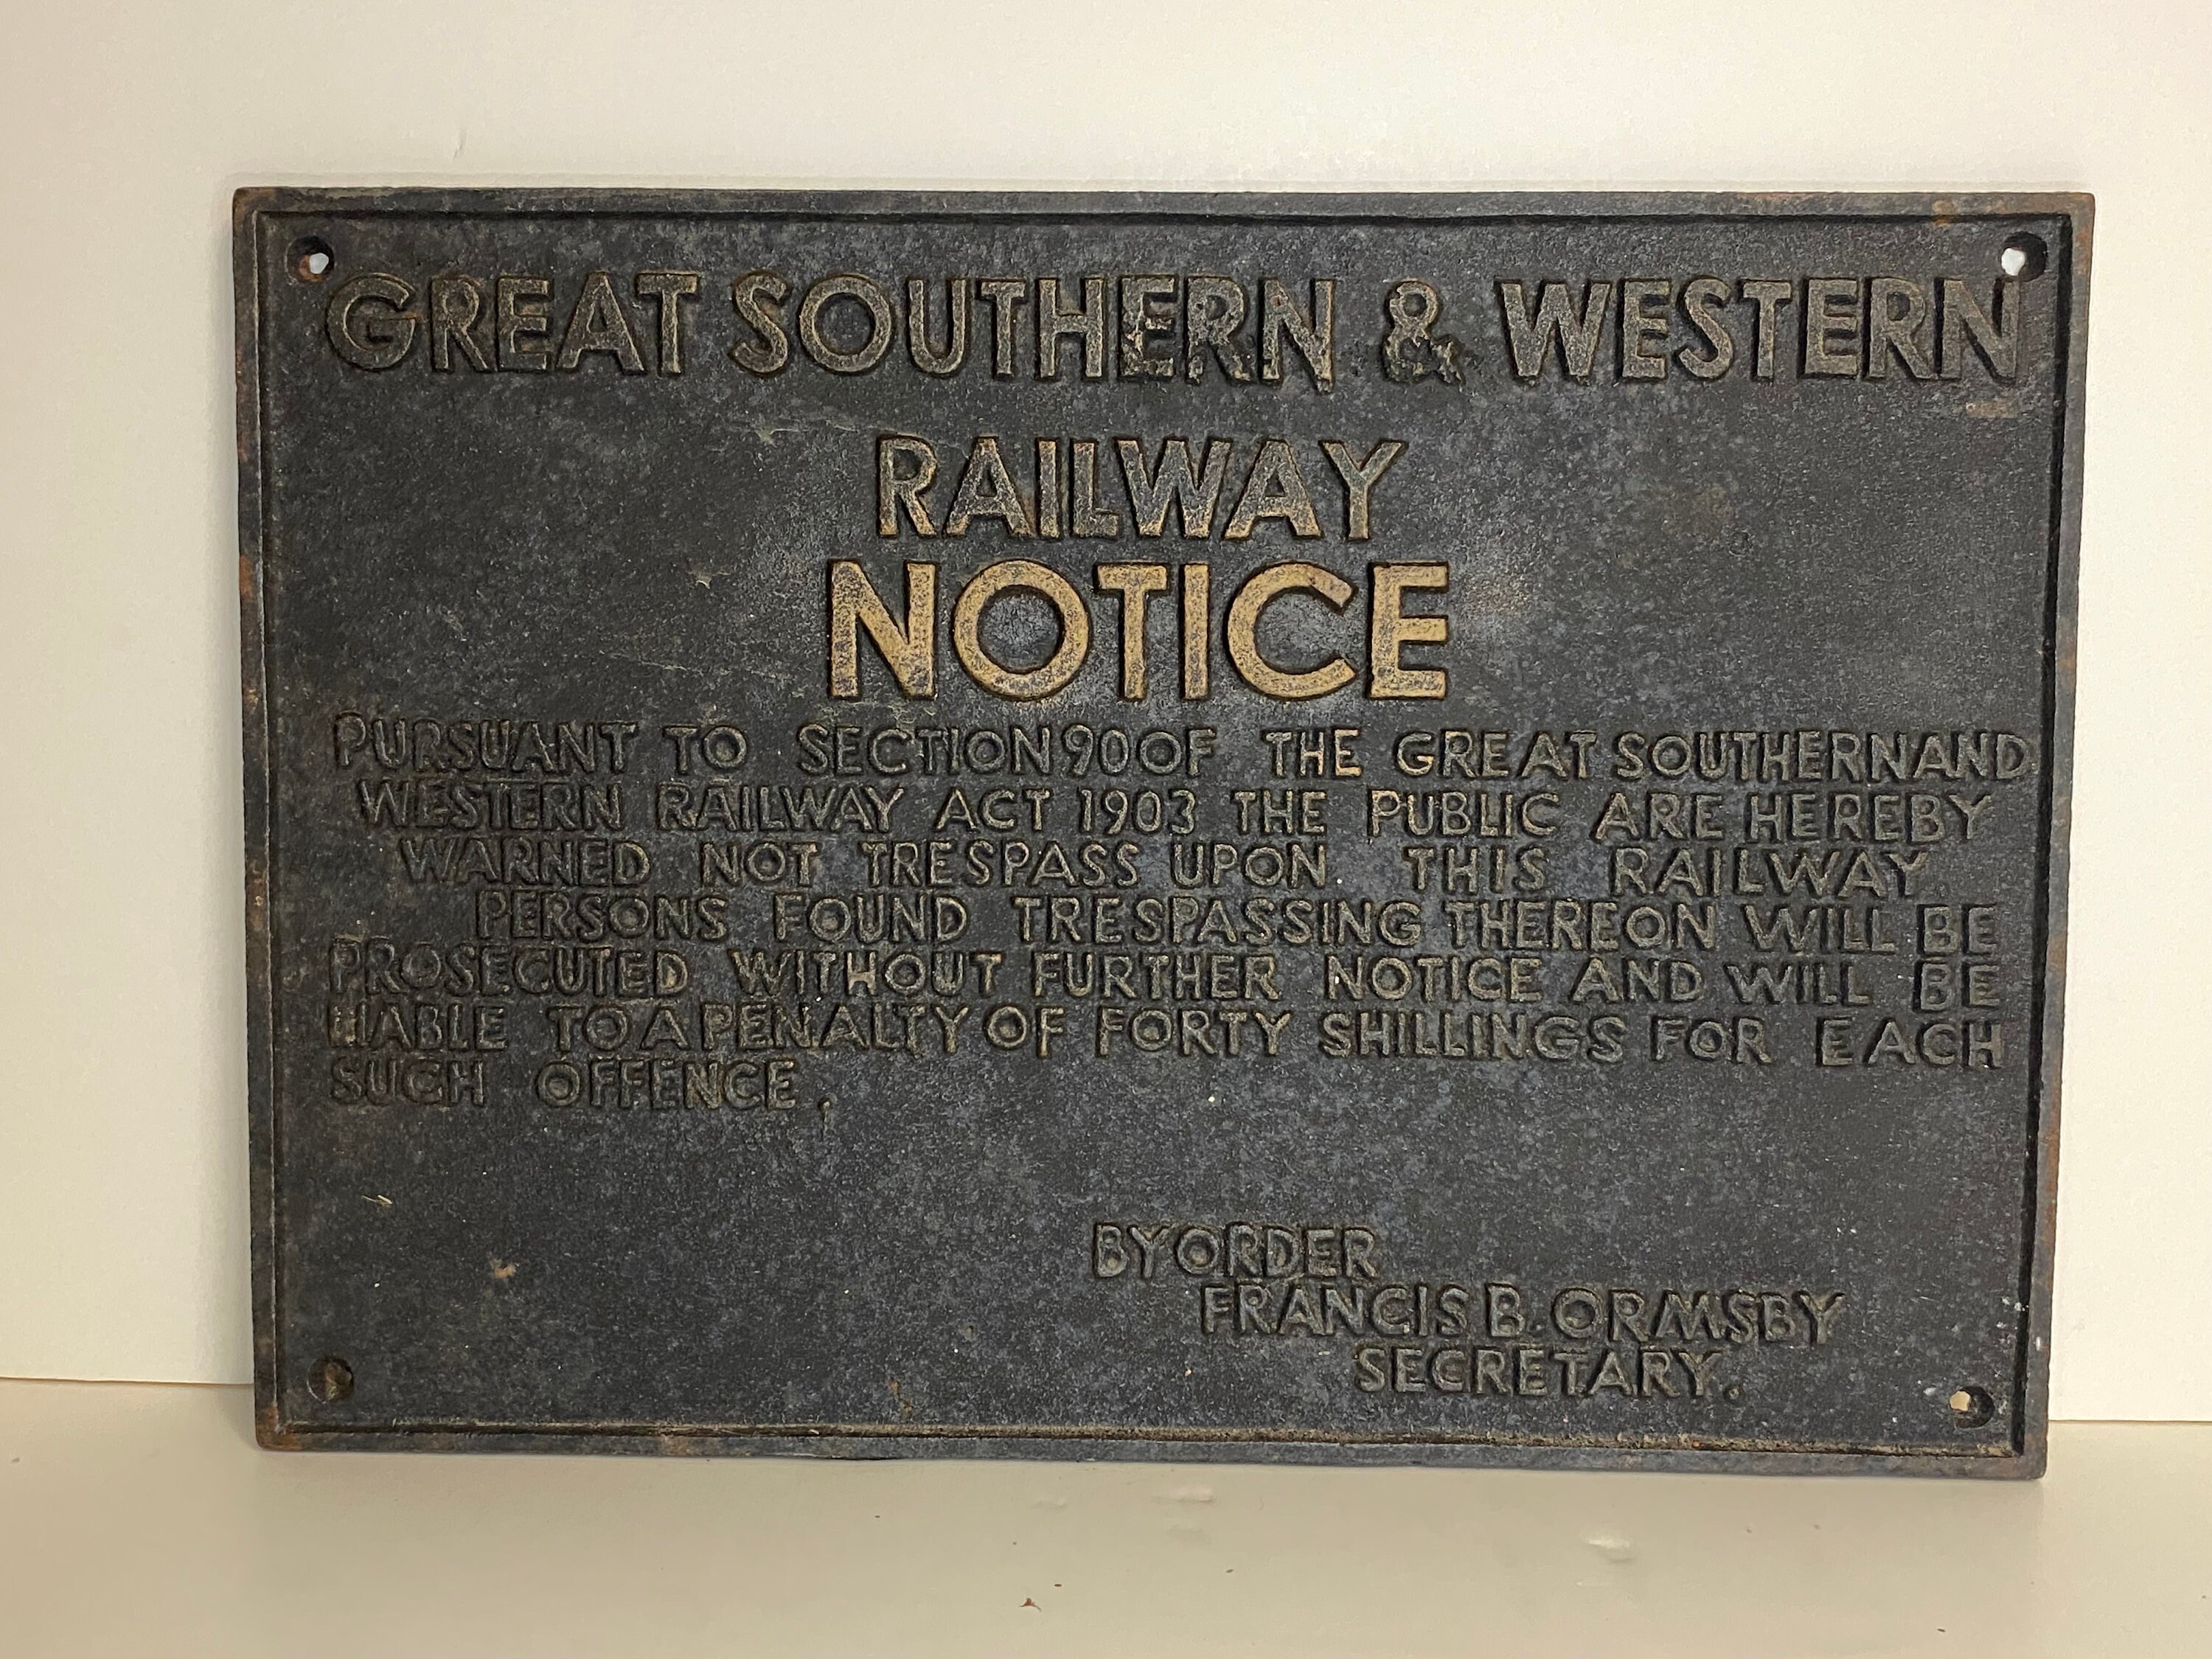 GREAT SOUTHERN & WESTERN
RAILWAY
NOTICE
PURSUANT TO SECTION 90 OF THE GREAT SOUTHERN AND
WESTERN RAILWAY ACT 1903 THE PUBLIC ARE HEREBY
WARNED NOT TRESPASS UPON THIS RAILWAY.
PERSONS FOUND TRESPASSING THEREON WILL BE
PROSECUTED WITHOUT FURTHER NOTICE AND WILL BE
LIABLE TO A PENALTY OF FORTY SHILLINGS FOR EACH
SUCH OFFENCE,
BY ORDER
FRANCIS B. ORMSBY
SECRETARY.